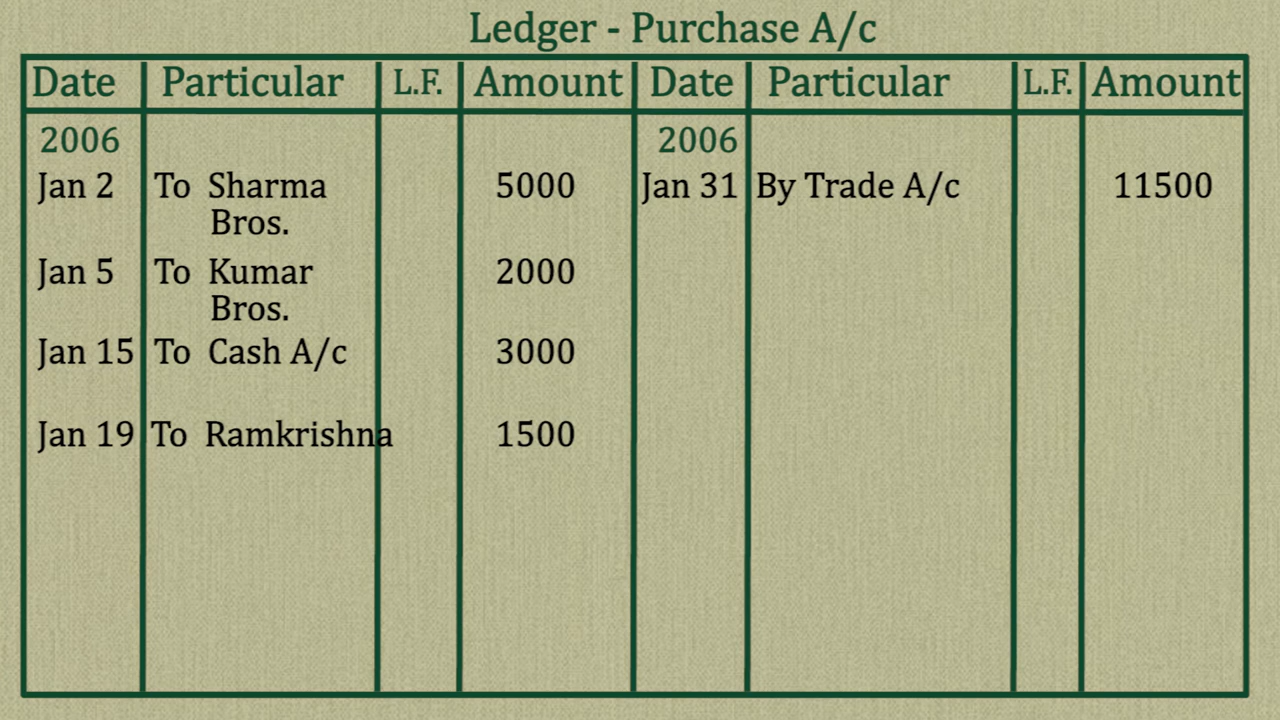 Ledger - Purchase A/c
Date Particular L.F. Amount Date Particular L.F. Amount
2006 2006
Jan 2 To Sharma 5000 Jan 31 By Trade A/c 11500
Bros.
Jan 5 To Kumar 2000
Bros.
Jan 15 To Cash A/c 3000
Jan 19 To Ramkrishna 1500